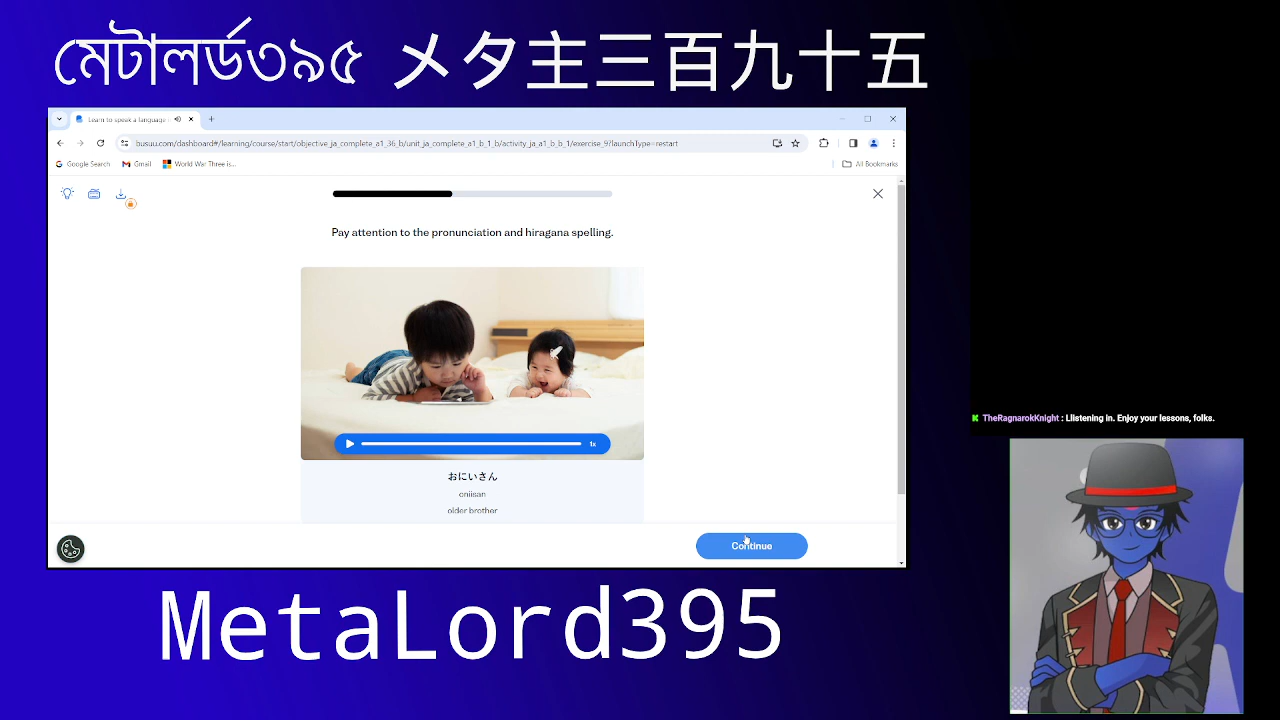 মেটালর্ড৩৯৫ メタ主三百九十五
Learn to speak a language
busuu.com/dashboard#/learning/course/start/objective_ja_complete_a1_36_b/unit_ja_complete_a1_b_1_b/activity_ja_a1_b_b_1/exercise_9?launchType=restart
Google Search Gmail World War Three is... All Bookmarks
Pay attention to the pronunciation and hiragana spelling.
1x
おにいさん
oniisan
older brother
Continue
TheRagnarokKnight : LIistening in. Enjoy your lessons, folks.
MetaLord395